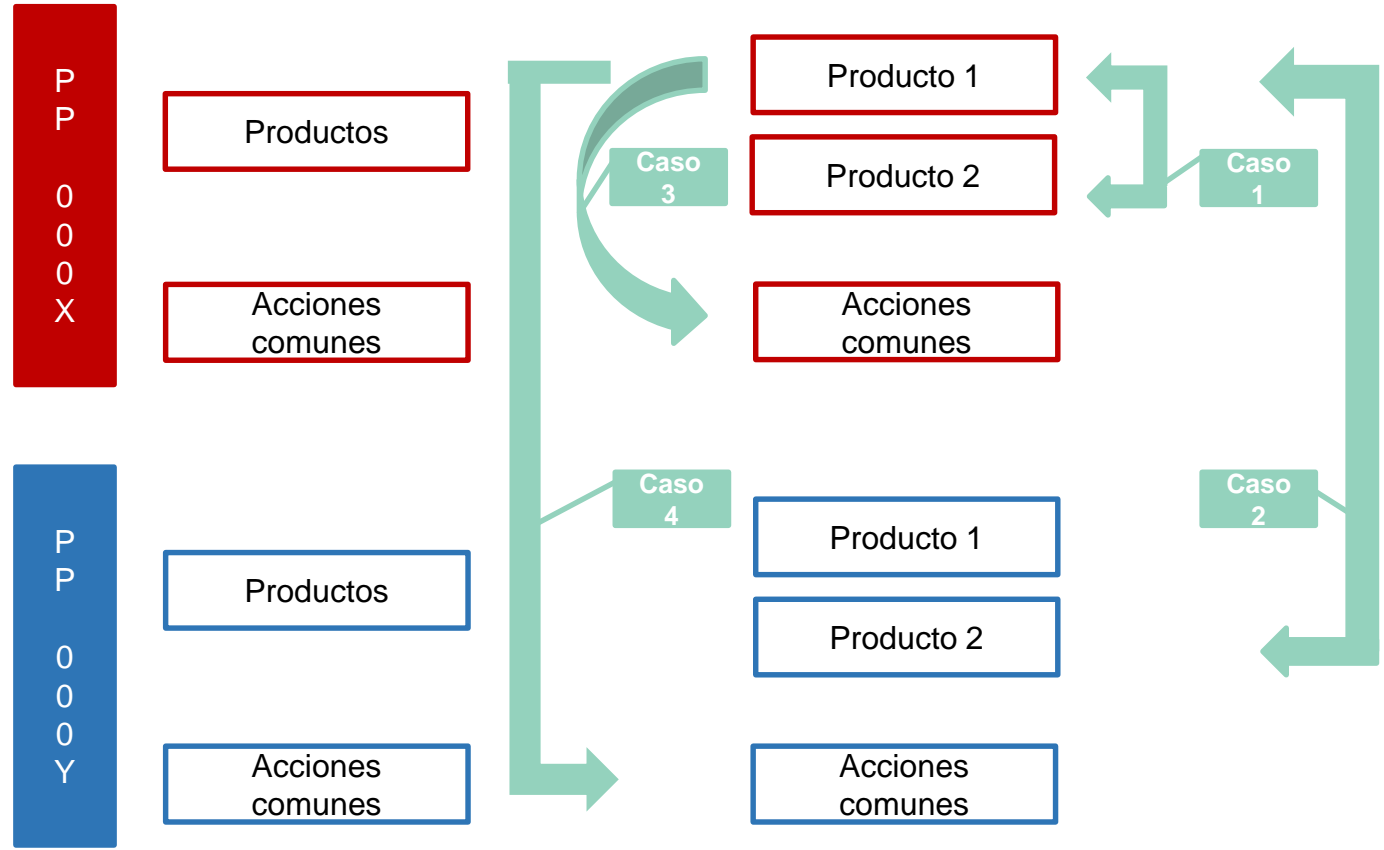 P
P
0
0
0
X
Productos
Acciones
comunes
Producto 1
Producto 2
Acciones
comunes
Caso
3
Caso
1
P
P
0
0
0
Y
Productos
Acciones
comunes
Caso
4
Caso
2
Producto 1
Producto 2
Acciones
comunes